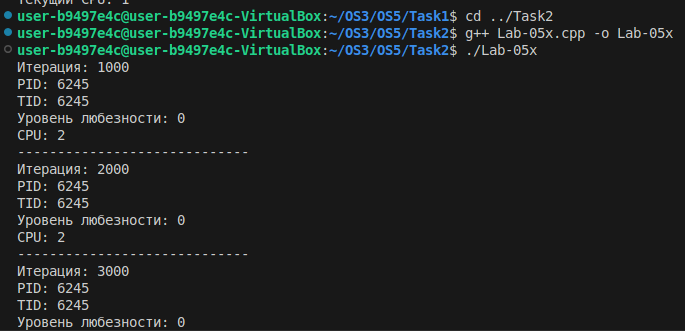 Текущий CPU: 1
user-b9497e4c@user-b9497e4c-VirtualBox:~/OS3/OS5/Task1$ cd ../Task2
user-b9497e4c@user-b9497e4c-VirtualBox:~/OS3/OS5/Task2$ g++ Lab-05x.cpp -o Lab-05x
user-b9497e4c@user-b9497e4c-VirtualBox:~/OS3/OS5/Task2$ ./Lab-05x
Итерация: 1000
PID: 6245
TID: 6245
Уровень любезности: 0
CPU: 2
----------------------------
Итерация: 2000
PID: 6245
TID: 6245
Уровень любезности: 0
CPU: 2
----------------------------
Итерация: 3000
PID: 6245
TID: 6245
Уровень любезности: 0